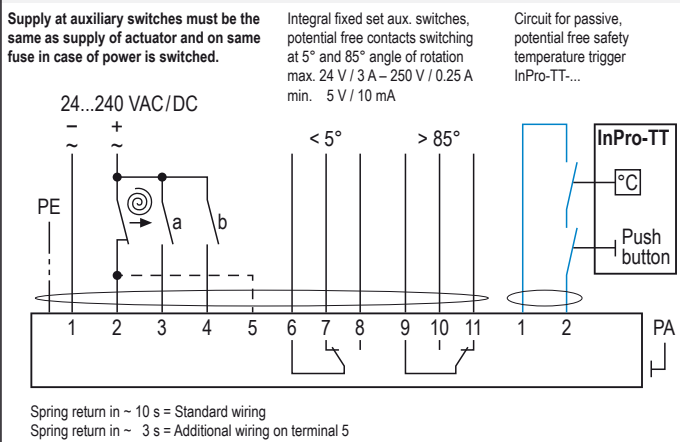 Supply at auxiliary switches must be the
same as supply of actuator and on same
fuse in case of power is switched.
Integral fixed set aux. switches,
potential free contacts switching
at 5° and 85° angle of rotation
max. 24 V / 3 A – 250 V / 0.25 A
min. 5 V / 10 mA
Circuit for passive,
potential free safety
temperature trigger
InPro-TT-...
24...240 VAC/DC
– +
~ ~
< 5° > 85°
InPro-TT
°C
PE
a b
Push
button
1 2 3 4 5 6 7 8 9 10 11 1 2 PA
Spring return in ~ 10 s = Standard wiring
Spring return in ~ 3 s = Additional wiring on terminal 5